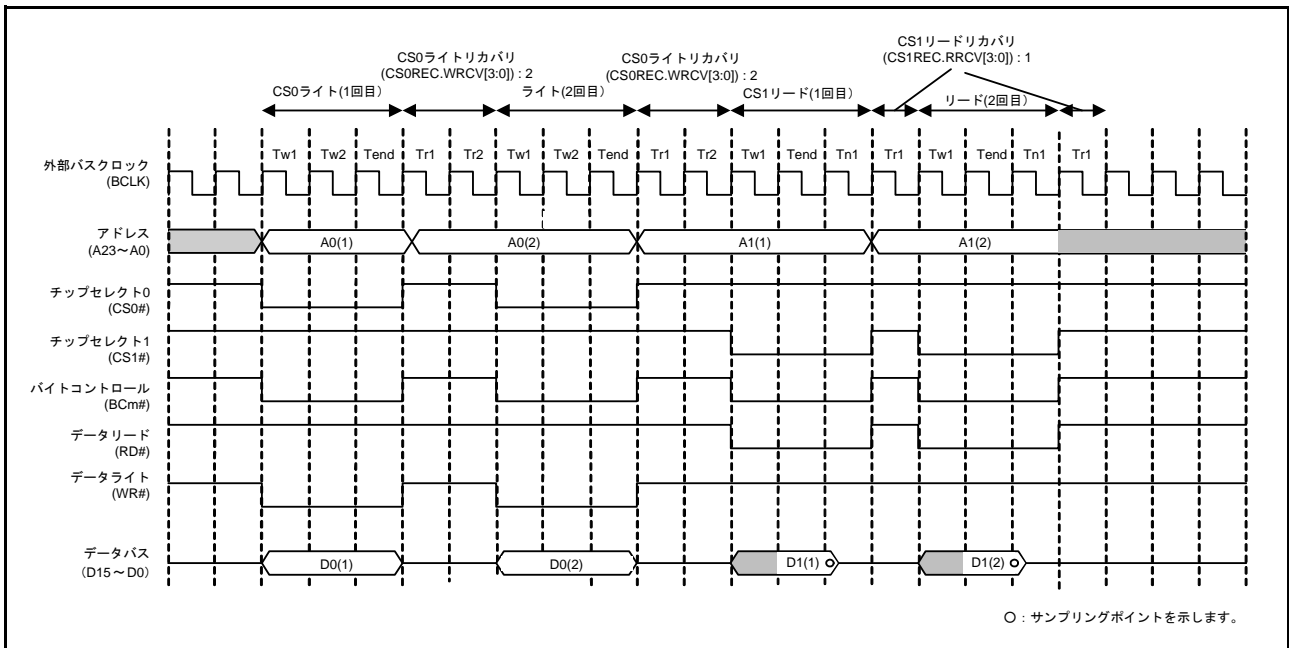 CS1リードリカバリ
(CS1REC.RRCV[3:0]) : 1
CS0ライトリカバリ
(CS0REC.WRCV[3:0]) : 2
CS0ライトリカバリ
(CS0REC.WRCV[3:0]) : 2
CS0ライト(1回目)
ライト(2回目)
CS1リード(1回目)
リード(2回目)
Tw1 Tw2 Tend Tr1 Tr2 Tw1 Tw2 Tend Tr1 Tr2 Tw1 Tend Tn1 Tr1 Tw1 Tend Tn1 Tr1
外部バスクロック
(BCLK)
アドレス
(A23～A0)
A0(1) A0(2) A1(1) A1(2)
チップセレクト0
(CS0#)
チップセレクト1
(CS1#)
バイトコントロール
(BCm#)
データリード
(RD#)
データライト
(WR#)
データバス
(D15～D0)
D0(1) D0(2) D1(1) D1(2)
○：サンプリングポイントを示します。